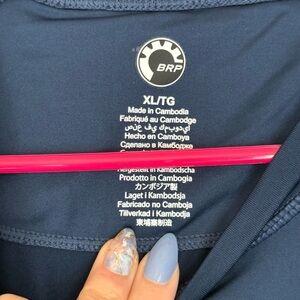 BRP
XL/TG
Made in Cambodia
Fabriqué au Cambodge
صنع في كمبوديا
Hecho en Camboya
Сделано в Камбодже
Hergestellt in Kambodscha
Prodotto in Cambogia
カンボジア製
Laget i Kambodsja
Fabricado no Camboja
Tillverkad i Kambodja
柬埔寨制造